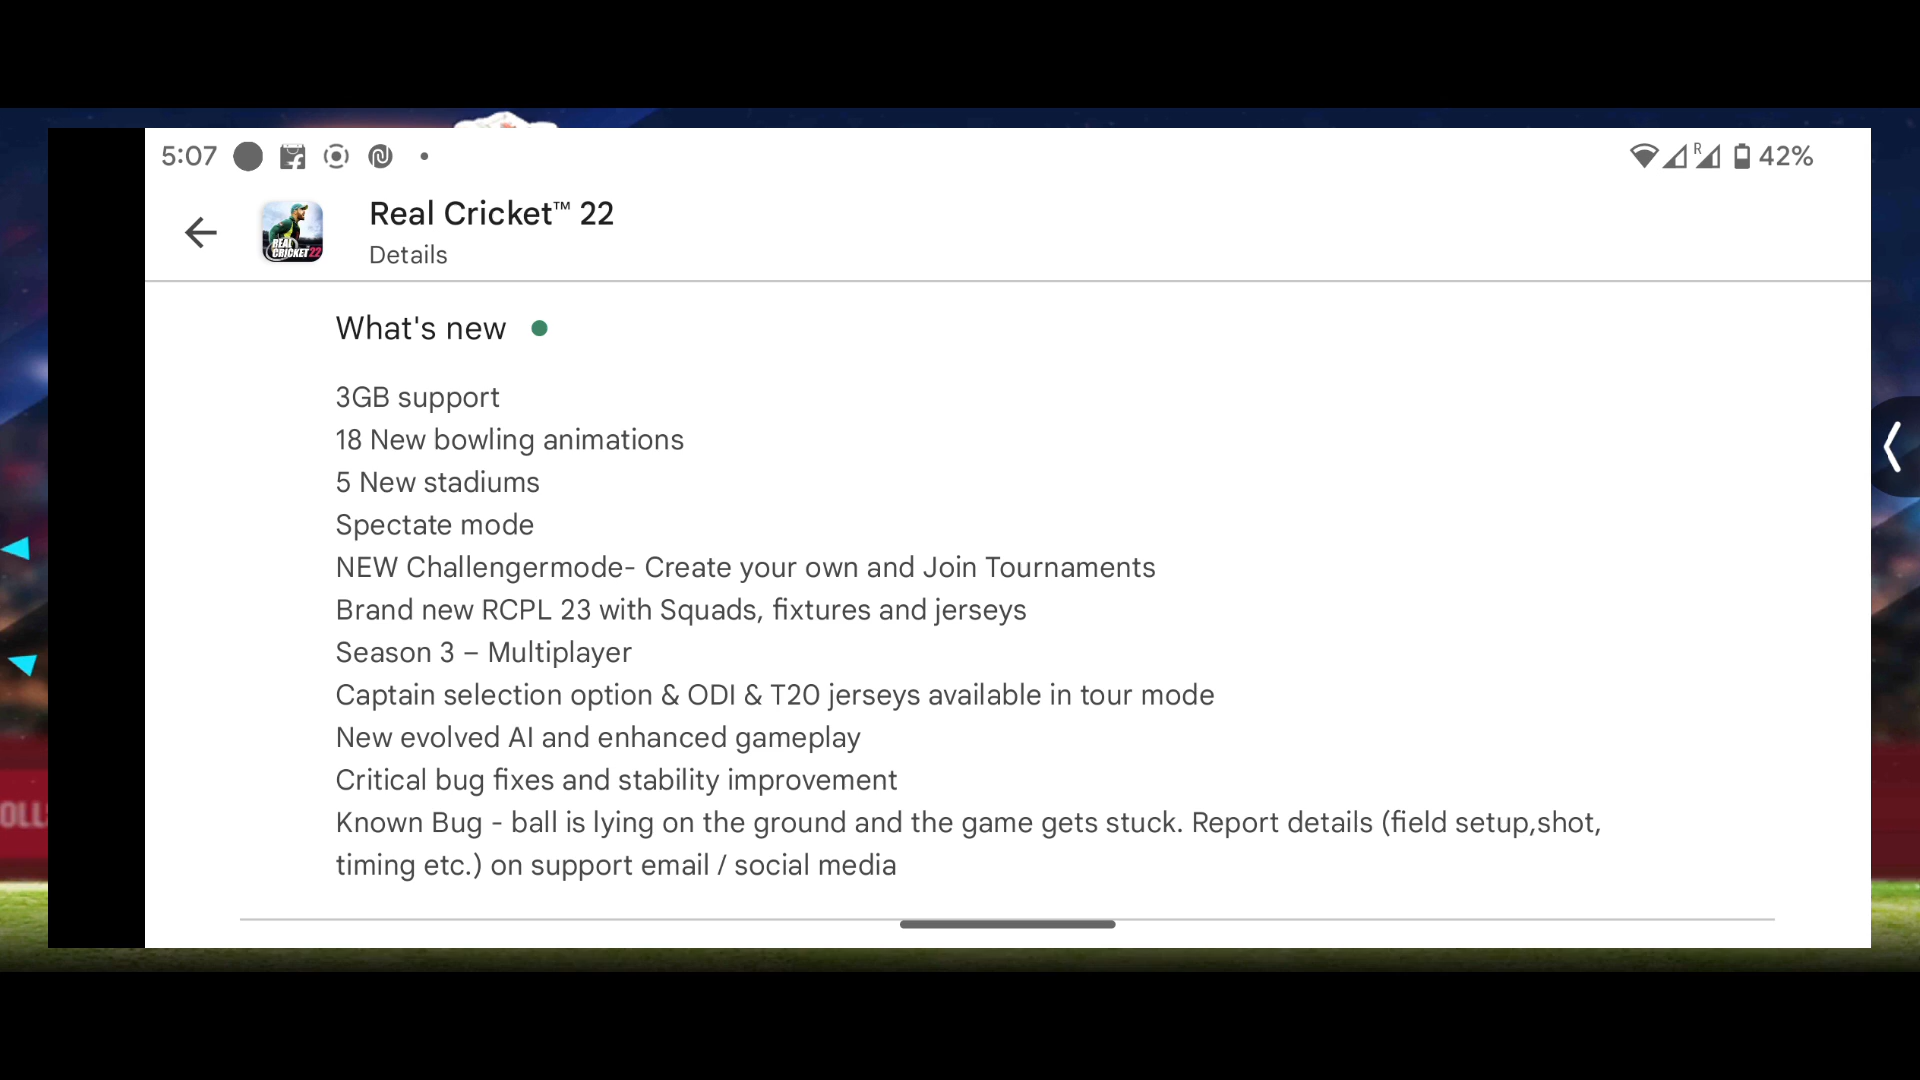 5:07
R
42%
Real Cricket™ 22
Details
REAL
CRICKET 22
What's new
3GB support
18 New bowling animations
5 New stadiums
Spectate mode
NEW Challengermode- Create your own and Join Tournaments
Brand new RCPL 23 with Squads, fixtures and jerseys
Season 3 – Multiplayer
Captain selection option & ODI & T20 jerseys available in tour mode
New evolved AI and enhanced gameplay
Critical bug fixes and stability improvement
Known Bug - ball is lying on the ground and the game gets stuck. Report details (field setup,shot,
timing etc.) on support email / social media